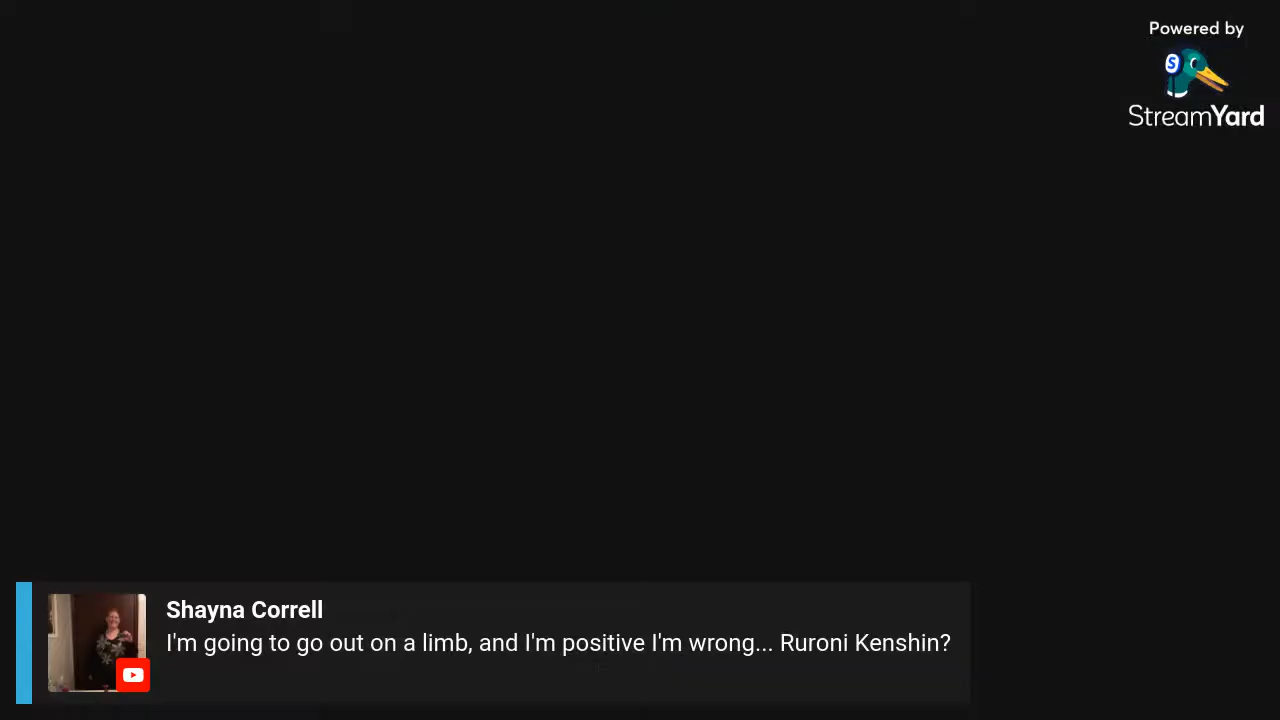 Powered by
S
StreamYard
Shayna Correll
I'm going to go out on a limb, and I'm positive I'm wrong... Ruroni Kenshin?